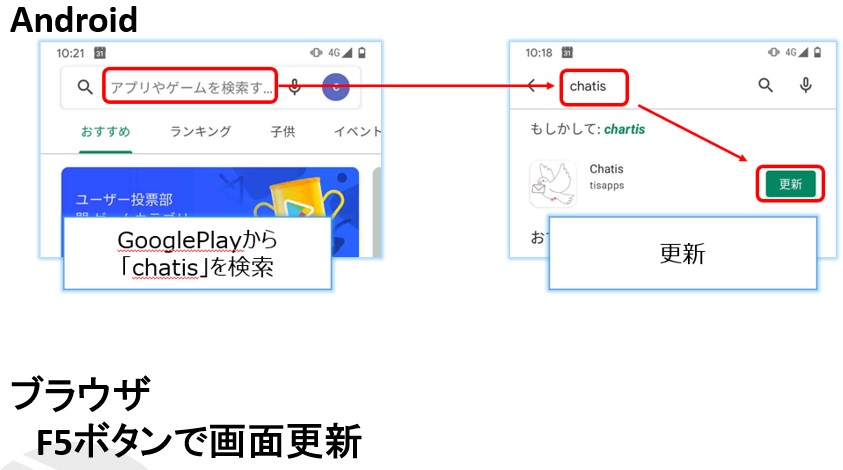 Android
10:21 31 4G
アプリやゲームを検索す...
G
おすすめ ランキング 子供 イベント
ユーザー投票部
GooglePlayから
「chatis」を検索
10:18 31 4G
chatis
もしかして: chartis
Chatis
tisapps
更新
お
更新
ブラウザ
F5ボタンで画面更新